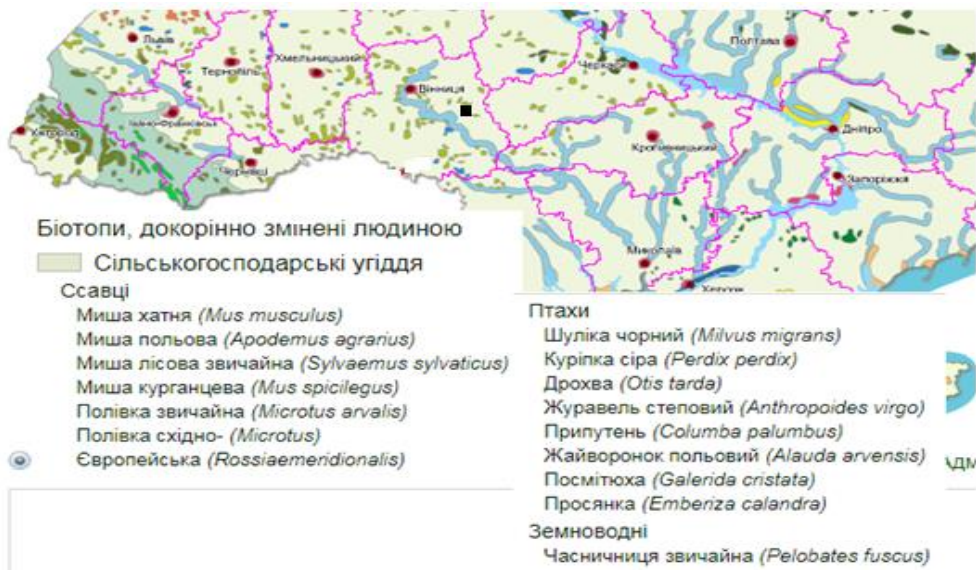 Львів
Тернопіль
Хмельницький
Вінниця
Черкаси
Полтава
Ужгород
Івано-Франківськ
Чернівці
Кропивницький
Дніпро
Запоріжжя
Миколаїв
Херсон
Біотопи, докорінно змінені людиною
Сільськогосподарські угіддя
Ссавці
Миша хатня (Mus musculus)
Миша польова (Apodemus agrarius)
Миша лісова звичайна (Sylvaemus sylvaticus)
Миша курганцева (Mus spicilegus)
Полівка звичайна (Microtus arvalis)
Полівка східно- (Microtus)
Європейська (Rossiaemeridionalis)
Птахи
Шуліка чорний (Milvus migrans)
Куріпка сіра (Perdix perdix)
Дрохва (Otis tarda)
Журавель степовий (Anthropoides virgo)
Припутень (Columba palumbus)
Жайворонок польовий (Alauda arvensis)
Посмітюха (Galerida cristata)
Просянка (Emberiza calandra)
Земноводні
Часничниця звичайна (Pelobates fuscus)